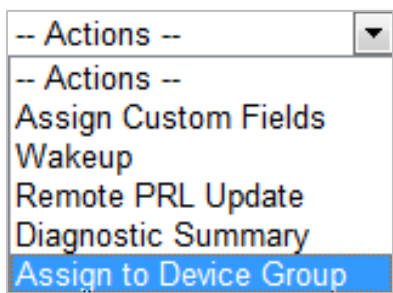 -- Actions --
-- Actions --
Assign Custom Fields
Wakeup
Remote PRL Update
Diagnostic Summary
Assign to Device Group